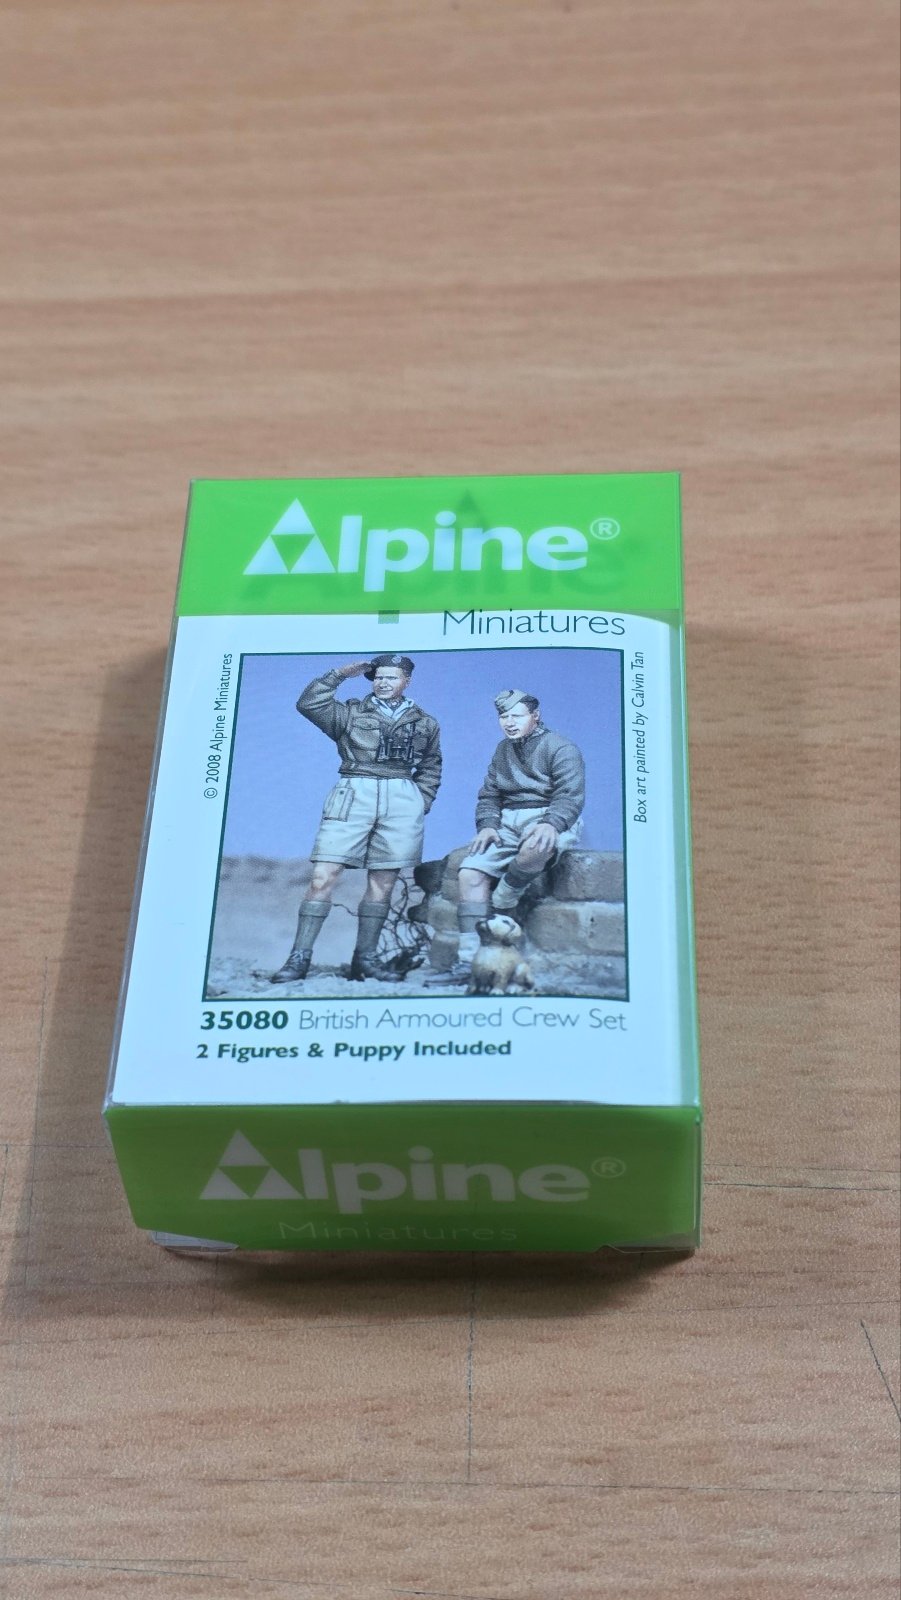 Alpine®
Miniatures
© 2008 Alpine Miniatures
Box art painted by Calvin Tan
35080 British Armoured Crew Set
2 Figures & Puppy Included
Alpine®
Miniatures